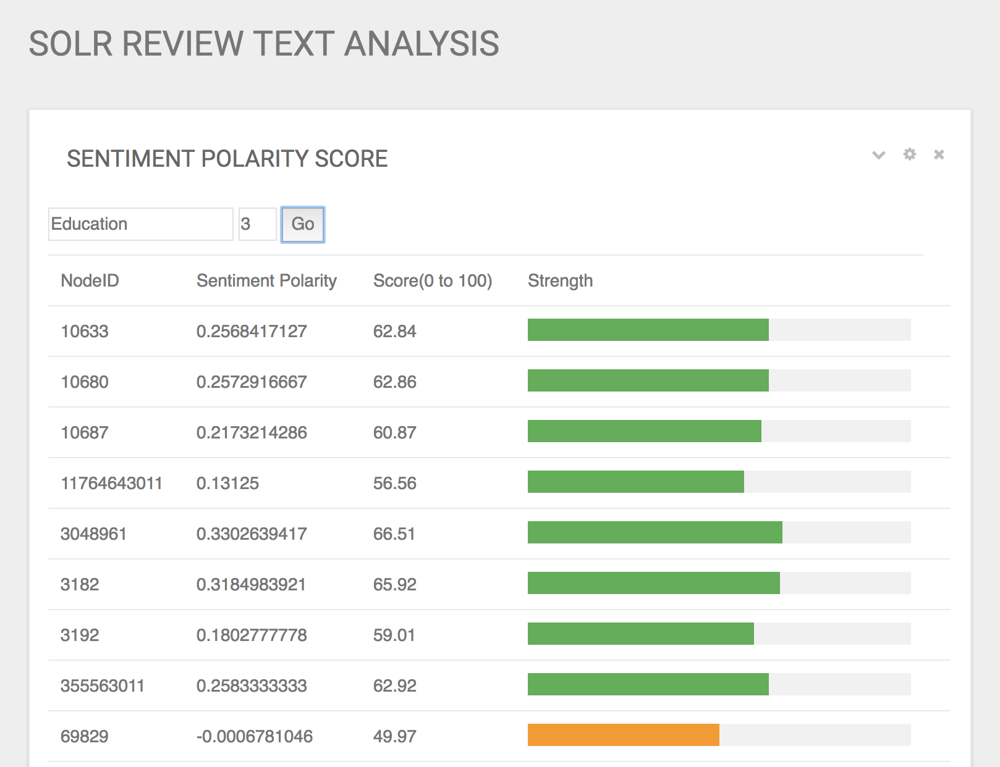 SOLR REVIEW TEXT ANALYSIS
SENTIMENT POLARITY SCORE
Education 3 Go
NodeID Sentiment Polarity Score(0 to 100) Strength
10633 0.2568417127 62.84
10680 0.2572916667 62.86
10687 0.2173214286 60.87
11764643011 0.13125 56.56
3048961 0.3302639417 66.51
3182 0.3184983921 65.92
3192 0.1802777778 59.01
355563011 0.2583333333 62.92
69829 -0.0006781046 49.97